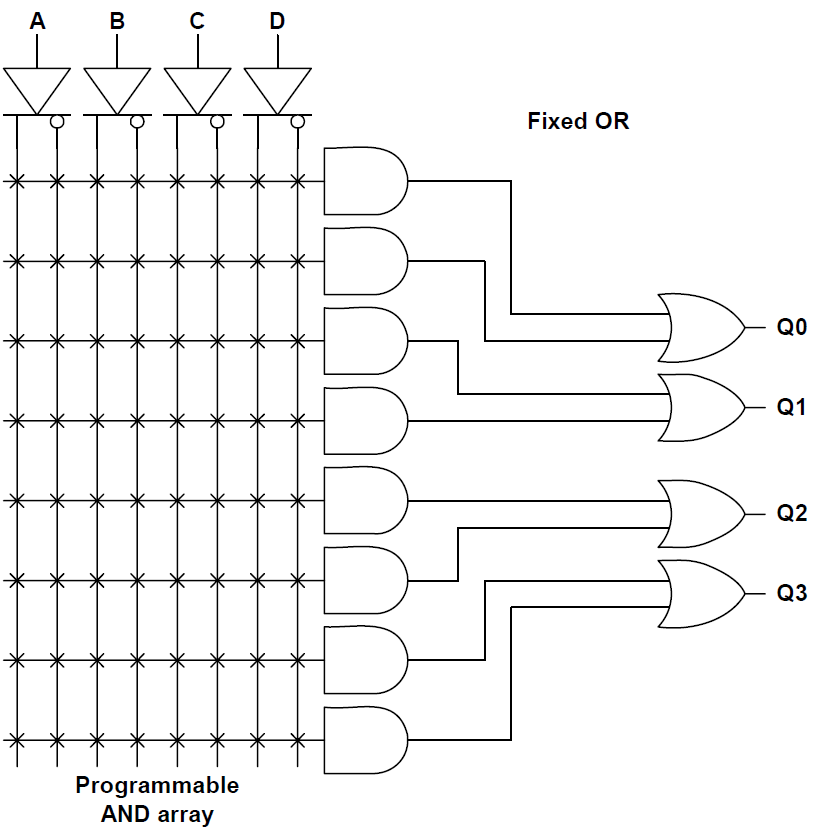 A B C D
Fixed OR
Q0
Q1
Q2
Q3
Programmable
AND array